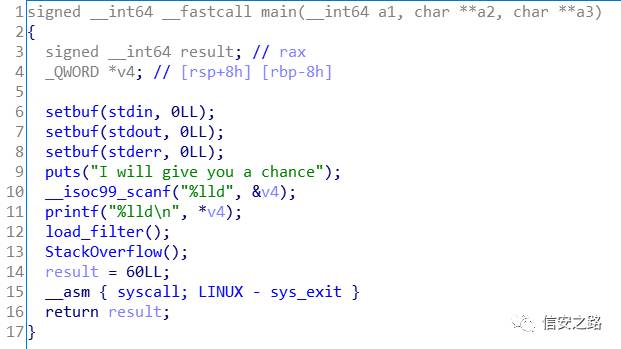 1 signed __int64 __fastcall main(__int64 a1, char **a2, char **a3)
2 {
3   signed __int64 result; // rax
4   _QWORD *v4; // [rsp+8h] [rbp-8h]
5
6   setbuf(stdin, 0LL);
7   setbuf(stdout, 0LL);
8   setbuf(stderr, 0LL);
9   puts("I will give you a chance");
10   __isoc99_scanf("%lld", &v4);
11   printf("%lld\n", *v4);
12   load_filter();
13   StackOverflow();
14   result = 60LL;
15   __asm { syscall; LINUX - sys_exit }
16   return result;
17 }
信安之路